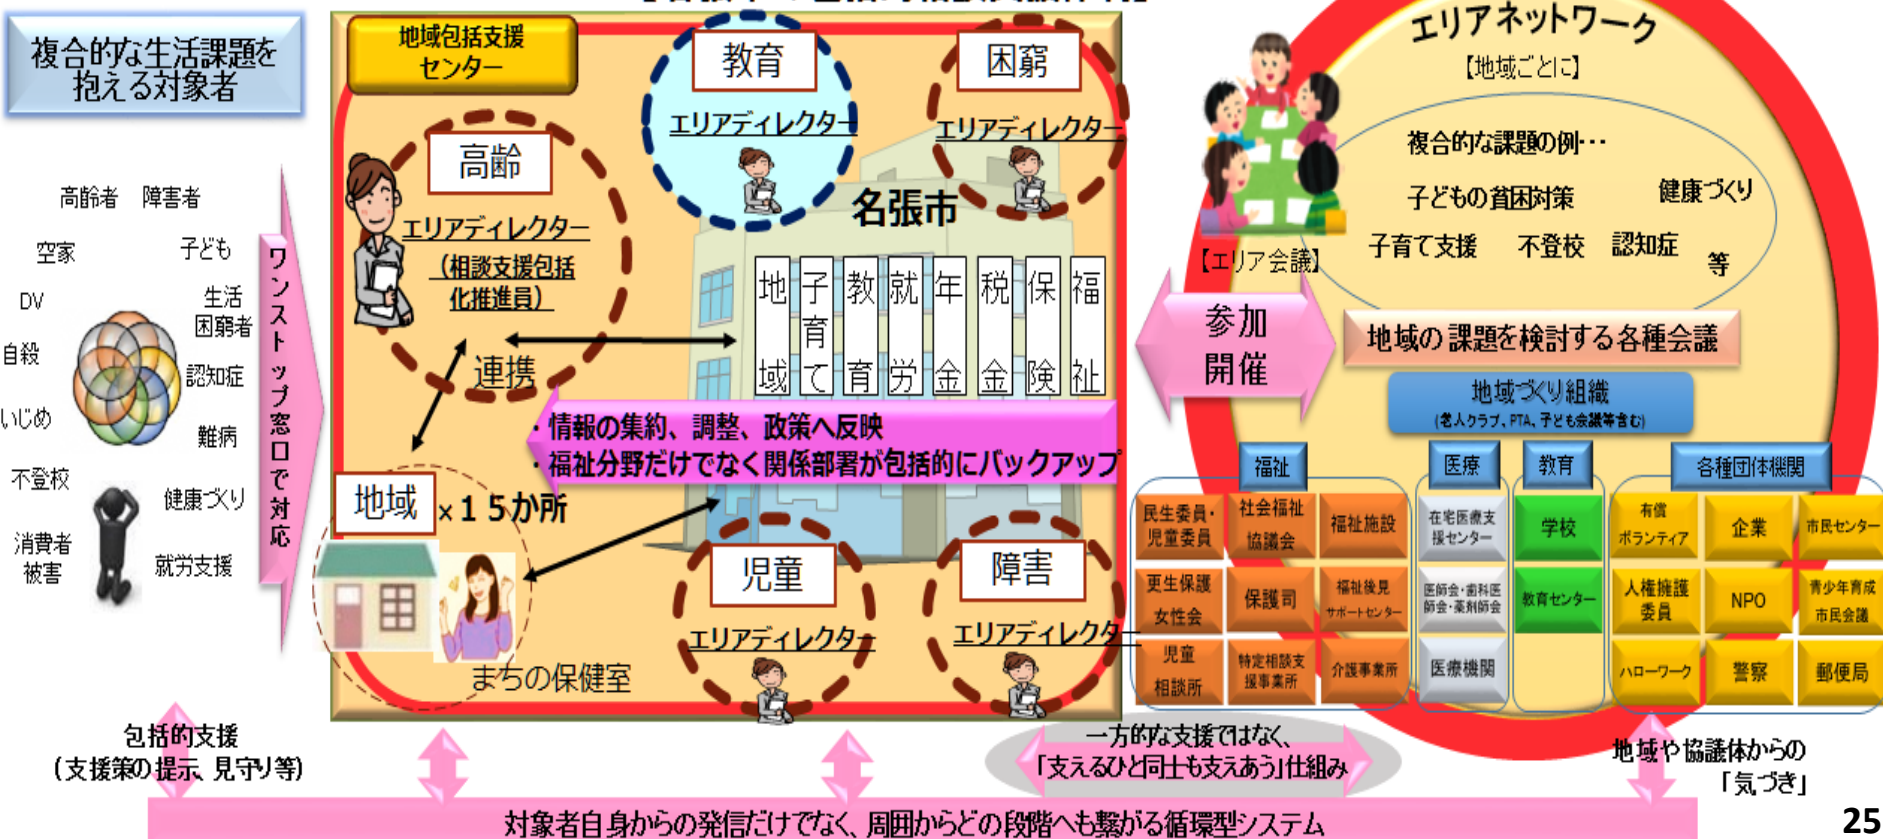 複合的な生活課題を
抱える対象者
高齢者
障害者
空家
子ども
DV
生活
困窮者
自殺
認知症
いじめ
難病
不登校
健康づくり
消費者
被害
就労支援
ワンストップ窓口で対応
包括的支援
(支援策の提示、見守り等)
地域包括支援
センター
高齢
エリアディレクター
(相談支援包括
化推進員)
連携
教育
エリアディレクター
困窮
エリアディレクター
名張市
地域
子育て
教育
就労
年金
税金
保険
福祉
・情報の集約、調整、政策へ反映
・福祉分野だけでなく関係部署が包括的にバックアップ
地域
×15か所
まちの保健室
児童
エリアディレクター
障害
エリアディレクター
エリアネットワーク
【地域ごとに】
複合的な課題の例…
子どもの貧困対策
健康づくり
子育て支援
不登校
認知症
等
【エリア会議】
参加
開催
地域の課題を検討する各種会議
地域づくり組織
(老人クラブ、PTA、子ども会議等含む)
福祉
民生委員・
児童委員
社会福祉
協議会
福祉施設
更生保護
女性会
保護司
福祉後見
サポートセンター
児童
相談所
特定相談支
援事業所
介護事業所
医療
在宅医療支
援センター
医師会・歯科医
師会・薬剤師会
医療機関
教育
学校
教育センター
各種団体機関
有償
ボランティア
企業
市民センター
人権擁護
委員
NPO
青少年育成
市民会議
ハローワーク
警察
郵便局
一方的な支援ではなく、
「支えるひと同士も支えあう」仕組み
地域や協議体からの
「気づき」
対象者自身からの発信だけでなく、周囲からどの段階へも繋がる循環型システム
25